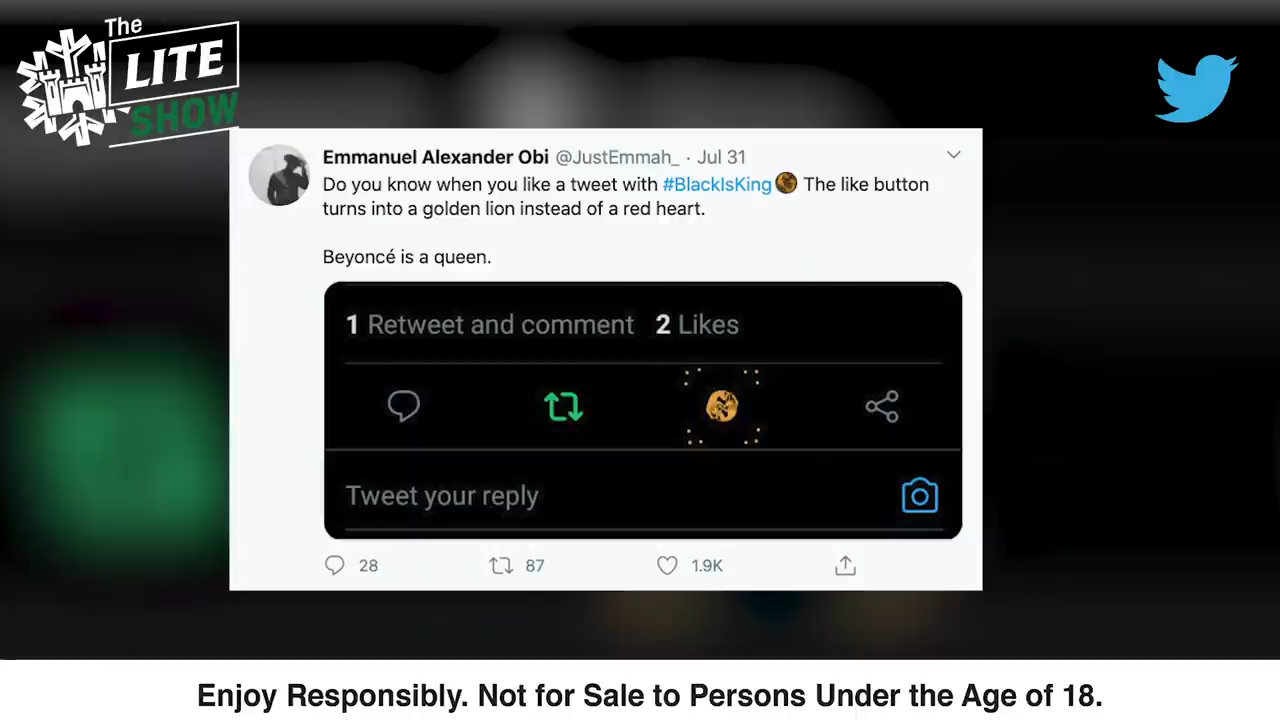 The
LITE
SHOW
Emmanuel Alexander Obi @JustEmmah_ · Jul 31
Do you know when you like a tweet with #BlackIsKing The like button
turns into a golden lion instead of a red heart.
Beyoncé is a queen.
1 Retweet and comment 2 Likes
Tweet your reply
28 87 1.9K
Enjoy Responsibly. Not for Sale to Persons Under the Age of 18.